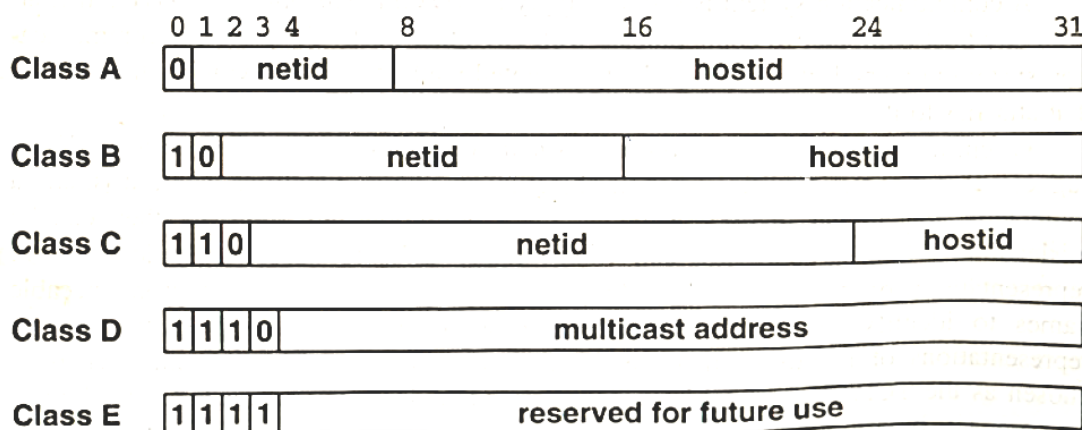 0 1 2 3 4 8 16 24 31
Class A 0 netid hostid
Class B 1 0 netid hostid
Class C 1 1 0 netid hostid
Class D 1 1 1 0 multicast address
Class E 1 1 1 1 reserved for future use